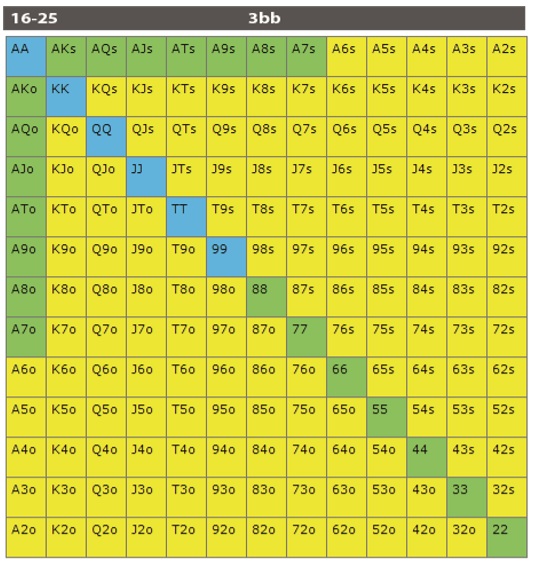 16-25 3bb
AA AKs AQs AJs ATs A9s A8s A7s A6s A5s A4s A3s A2s
AKo KK KQs KJs KTs K9s K8s K7s K6s K5s K4s K3s K2s
AQo KQo QQ QJs QTs Q9s Q8s Q7s Q6s Q5s Q4s Q3s Q2s
AJo KJo QJo JJ JTs J9s J8s J7s J6s J5s J4s J3s J2s
ATo KTo QTo JTo TT T9s T8s T7s T6s T5s T4s T3s T2s
A9o K9o Q9o J9o T9o 99 98s 97s 96s 95s 94s 93s 92s
A8o K8o Q8o J8o T8o 98o 88 87s 86s 85s 84s 83s 82s
A7o K7o Q7o J7o T7o 97o 87o 77 76s 75s 74s 73s 72s
A6o K6o Q6o J6o T6o 96o 86o 76o 66 65s 64s 63s 62s
A5o K5o Q5o J5o T5o 95o 85o 75o 65o 55 54s 53s 52s
A4o K4o Q4o J4o T4o 94o 84o 74o 64o 54o 44 43s 42s
A3o K3o Q3o J3o T3o 93o 83o 73o 63o 53o 43o 33 32s
A2o K2o Q2o J2o T2o 92o 82o 72o 62o 52o 42o 32o 22